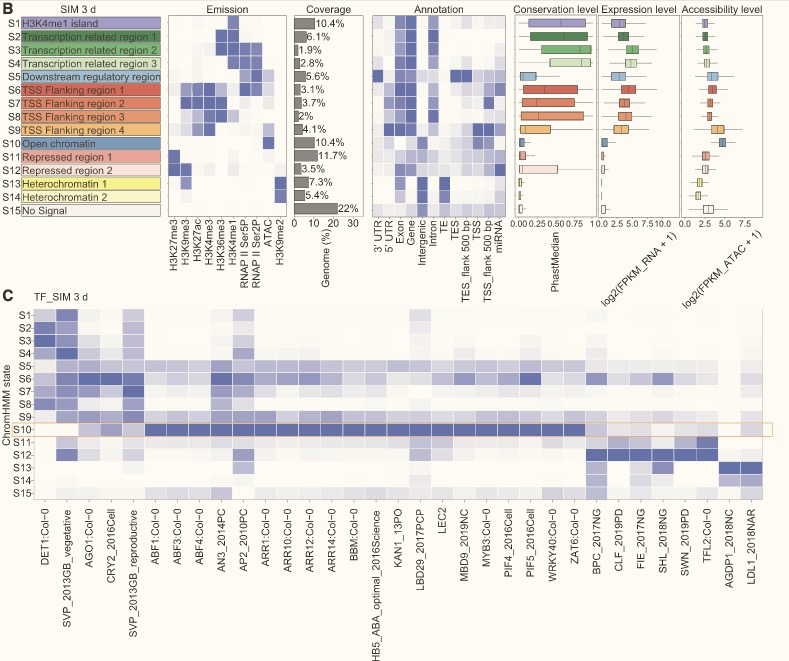 B
SIM 3 d
Emission
Coverage
Annotation
Conservation level
Expression level
Accessibility level
S1 H3K4me1 island 10.4%
S2 Transcription related region 1 6.1%
S3 Transcription related region 2 1.9%
S4 Transcription related region 3 2.8%
S5 Downstream regulatory region 5.6%
S6 TSS Flanking region 1 3.1%
S7 TSS Flanking region 2 3.7%
S8 TSS Flanking region 3 2%
S9 TSS Flanking region 4 4.1%
S10 Open chromatin 10.4%
S11 Repressed region 1 11.7%
S12 Repressed region 2 3.5%
S13 Heterochromatin 1 7.3%
S14 Heterochromatin 2 5.4%
S15 No Signal 22%
H3K27me3
H3K9me3
H3K27ac
H3K4me3
H3K36me3
H3K4me1
RNAP II Ser5P
RNAP II Ser2P
ATAC
H3K9me2
0 10 20 30
Genome (%)
3' UTR
5' UTR
Exon
Gene
Intergenic
Intron
TE
TES
TES_flank 500 bp
TSS
TSS_flank 500 bp
miRNA
0.00 0.25 0.50 0.75
PhastMedian
0.0 2.5 5.0 7.5 10.0
log2(FPKM_RNA + 1)
0.0 2.5 5.0 7.5
log2(FPKM_ATAC + 1)
C
TF_SIM 3 d
ChromHMM state
S1
S2
S3
S4
S5
S6
S7
S8
S9
S10
S11
S12
S13
S14
S15
DET1:Col−0
SVP_2013GB_vegetative
AGO1:Col−0
CRY2_2016Cell
SVP_2013GB_reproductive
ABF1:Col−0
ABF3:Col−0
ABF4:Col−0
AN3_2014PC
AP2_2010PC
ARR1:Col−0
ARR10:Col−0
ARR12:Col−0
ARR14:Col−0
BBM:Col−0
HB5_ABA_optimal_2016Science
KAN1_13PO
LBD29_2017PCP
LEC2
MBD9_2019NC
MYB3:Col−0
PIF4_2016Cell
PIF5_2016Cell
WRKY40:Col−0
ZAT6:Col−0
BPC_2017NG
CLF_2019PD
FIE_2017NG
SHL_2018NG
SWN_2019PD
TFL2:Col−0
AGDP1_2018NC
LDL1_2018NAR